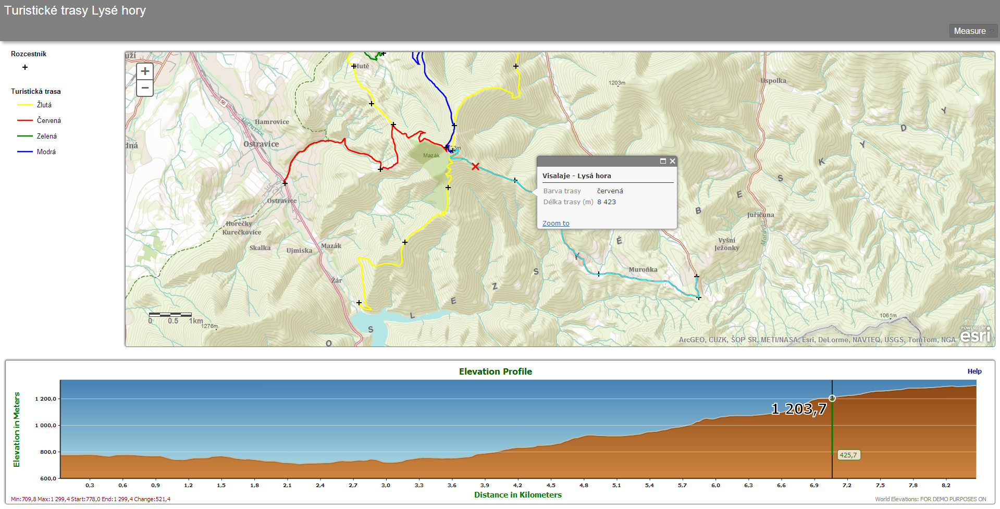 Turistické trasy Lysé hory
Measure
Rozcestník
Turistická trasa
Žlutá
Červená
Zelená
Modrá
+
−
uží
56
Ostravice
Hamrovice
Ostravice
dná
Mazák
1203m
Uspolka
Ostravice
Horečky
Kurečkovice
Skalka
Ujmiska
Mazák
Žár
Visalaje - Lysá hora
Barva trasy červená
Délka trasy (m) 8 423
Zoom to
Juřičuna
Morávka
Vyšní
Ježonky
Muroňka
S L E Z S K É B E S K Y D Y
O
1061m
1276m
0 0.5 1km
ArcGEO, CUZK, ŠOP SR, METI/NASA, Esri, DeLorme, NAVTEQ, USGS, TomTom, NGA
POWERED BY
esri
Elevation Profile
Help
Elevation in Meters
1 200,0
1 000,0
800,0
600,0
1 203,7
425,7
0,3 0,6 0,9 1,2 1,5 1,8 2,1 2,4 2,7 3,0 3,3 3,6 3,9 4,2 4,5 4,8 5,1 5,4 5,7 6,0 6,3 6,6 6,9 7,2 7,5 7,8 8,2
Distance in Kilometers
Min:709,8 Max:1 299,4 Start:778,0 End:1 299,4 Change:521,4
World Elevations: FOR DEMO PURPOSES ON